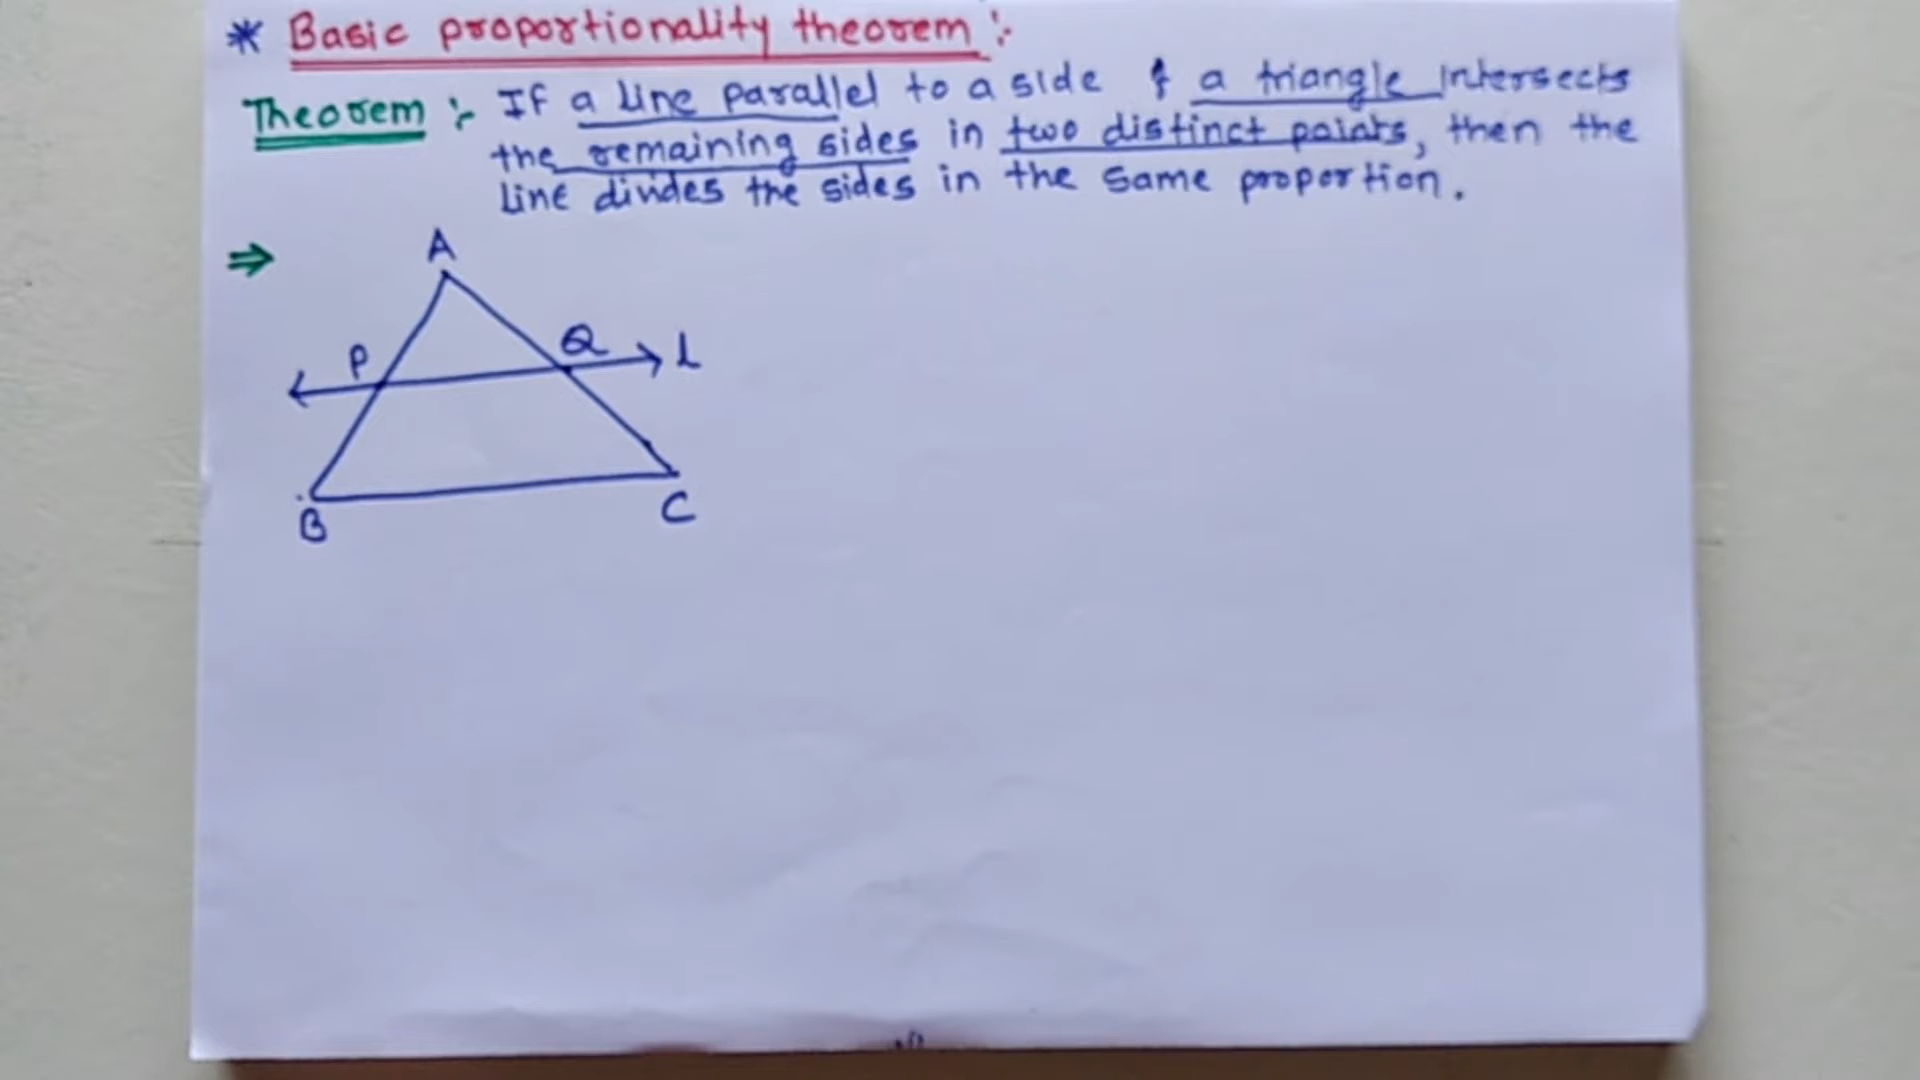 * Basic proportionality theorem :-
Theorem :- If a line parallel to a side of a triangle intersects
the remaining sides in two distinct points, then the
line divides the sides in the same proportion.
⇒
A
P Q l
B C